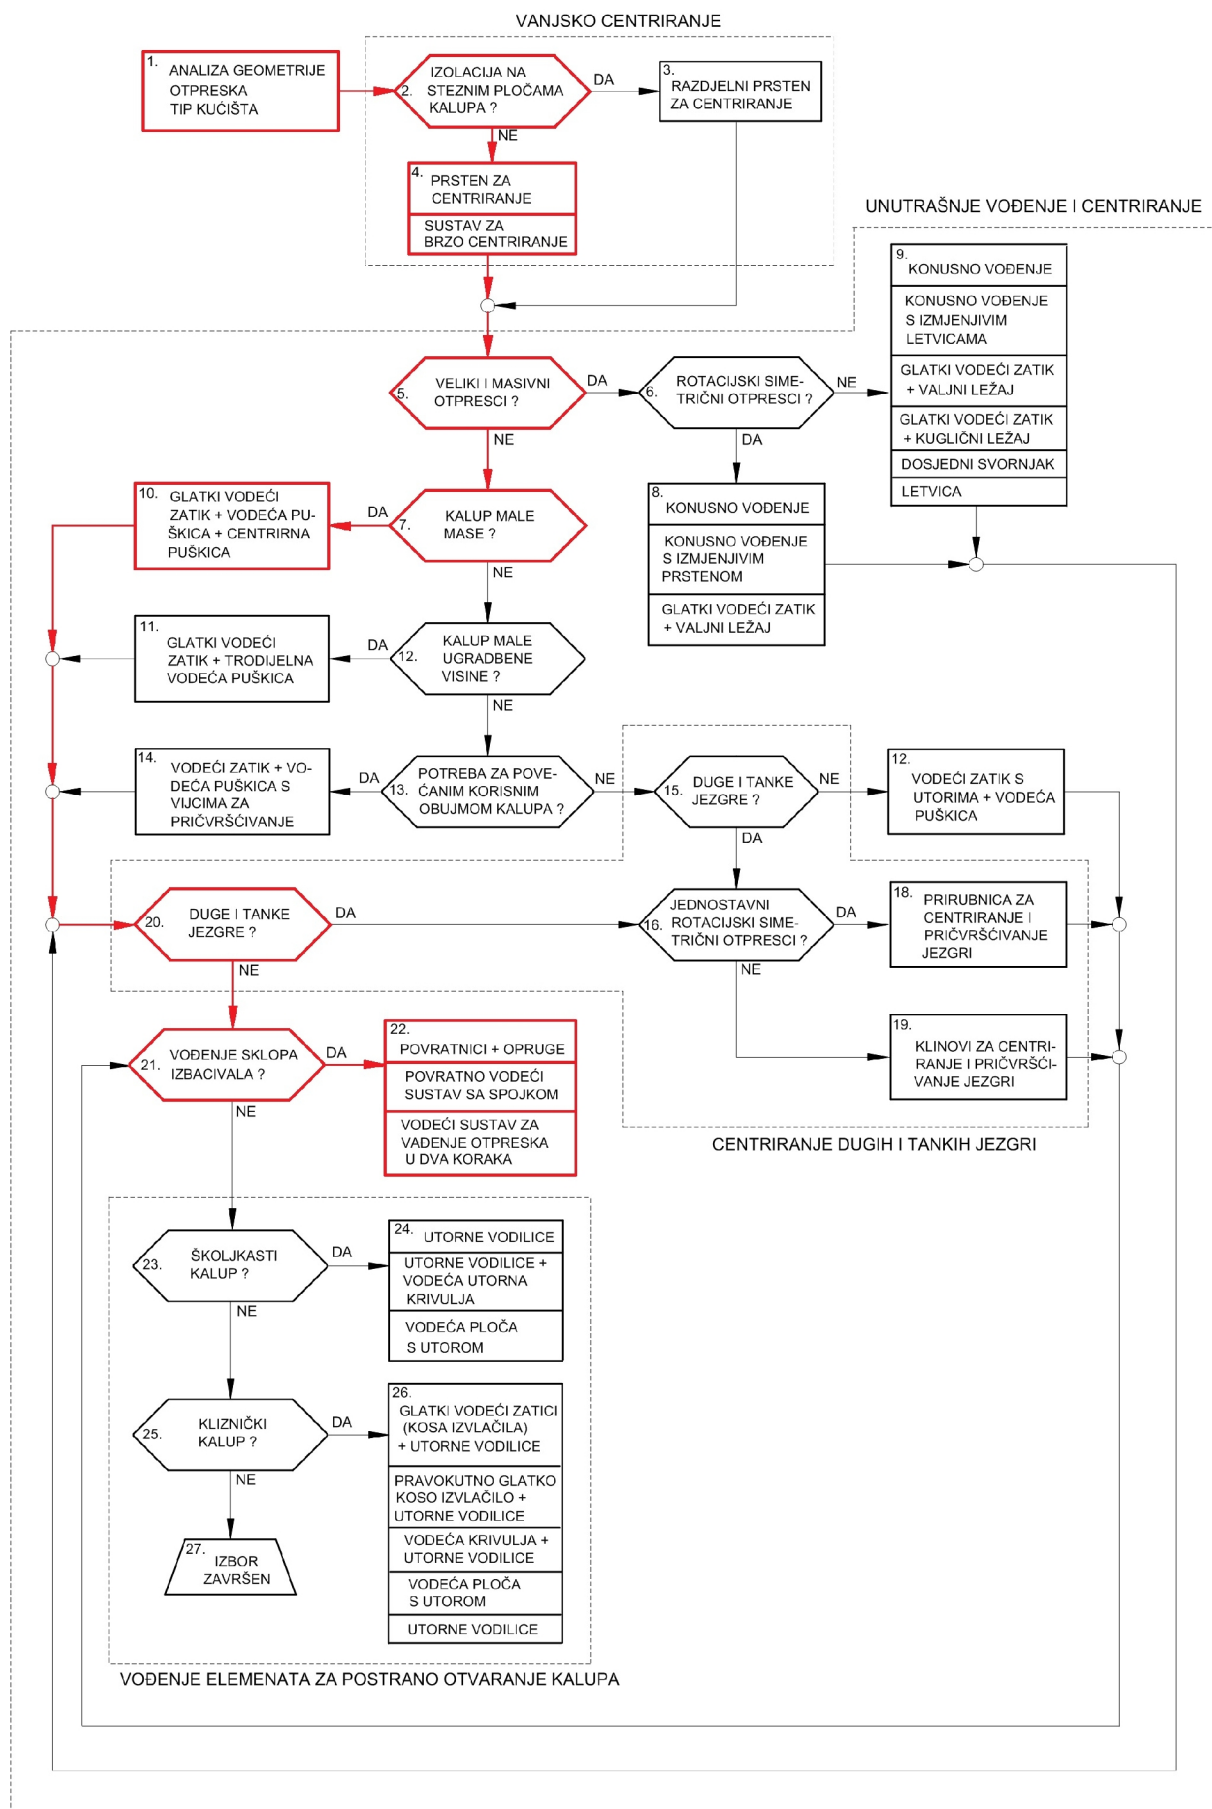 VANJSKO CENTRIRANJE
1.
ANALIZA GEOMETRIJE
OTPRESKA
TIP KUĆIŠTA
2.
IZOLACIJA NA
STEZNIM PLOČAMA
KALUPA ?
DA
3.
RAZDJELNI PRSTEN
ZA CENTRIRANJE
NE
4.
PRSTEN ZA
CENTRIRANJE
SUSTAV ZA
BRZO CENTRIRANJE
UNUTRAŠNJE VOĐENJE I CENTRIRANJE
5.
VELIKI I MASIVNI
OTPRESCI ?
DA
6.
ROTACIJSKI SIME-
TRIČNI OTPRESCI ?
NE
9.
KONUSNO VOĐENJE
KONUSNO VOĐENJE
S IZMJENJIVIM
LETVICAMA
GLATKI VODEĆI ZATIK
+ VALJNI LEŽAJ
GLATKI VODEĆI ZATIK
+ KUGLIČNI LEŽAJ
DOSJEDNI SVORNJAK
LETVICA
NE
DA
10.
GLATKI VODEĆI
ZATIK + VODEĆA PU-
ŠKICA + CENTRIRNA
PUŠKICA
DA
7.
KALUP MALE
MASE ?
8.
KONUSNO VOĐENJE
KONUSNO VOĐENJE
S IZMJENJIVIM
PRSTENOM
GLATKI VODEĆI ZATIK
+ VALJNI LEŽAJ
NE
11.
GLATKI VODEĆI
ZATIK + TRODIJELNA
VODEĆA PUŠKICA
DA
12.
KALUP MALE
UGRADBENE
VISINE ?
NE
14.
VODEĆI ZATIK + VO-
DEĆA PUŠKICA S
VIJCIMA ZA
PRIČVRŠĆIVANJE
DA
13.
POTREBA ZA POVE-
ĆANIM KORISNIM
OBUJMOM KALUPA ?
NE
15.
DUGE I TANKE
JEZGRE ?
NE
12.
VODEĆI ZATIK S
UTORIMA + VODEĆA
PUŠKICA
DA
20.
DUGE I TANKE
JEZGRE ?
DA
16.
JEDNOSTAVNI
ROTACIJSKI SIME-
TRIČNI OTPRESCI ?
DA
18.
PRIRUBNICA ZA
CENTRIRANJE I
PRIČVRŠĆIVANJE
JEZGRI
NE
NE
21.
VOĐENJE SKLOPA
IZBACIVALA ?
DA
22.
POVRATNICI + OPRUGE
POVRATNO VODEĆI
SUSTAV SA SPOJKOM
VODEĆI SUSTAV ZA
VAĐENJE OTPRESKA
U DVA KORAKA
19.
KLINOVI ZA CENTRI-
RANJE I PRIČVRŠĆI-
VANJE JEZGRI
NE
CENTRIRANJE DUGIH I TANKIH JEZGRI
23.
ŠKOLJKASTI
KALUP ?
DA
24.
UTORNE VODILICE
UTORNE VODILICE +
VODEĆA UTORNA
KRIVULJA
VODEĆA PLOČA
S UTOROM
NE
25.
KLIZNIČKI
KALUP ?
DA
26.
GLATKI VODEĆI ZATICI
(KOSA IZVLAČILA)
+ UTORNE VODILICE
PRAVOKUTNO GLATKO
KOSO IZVLAČILO +
UTORNE VODILICE
VODEĆA KRIVULJA +
UTORNE VODILICE
VODEĆA PLOČA
S UTOROM
UTORNE VODILICE
NE
27.
IZBOR
ZAVRŠEN
VOĐENJE ELEMENATA ZA POSTRANO OTVARANJE KALUPA